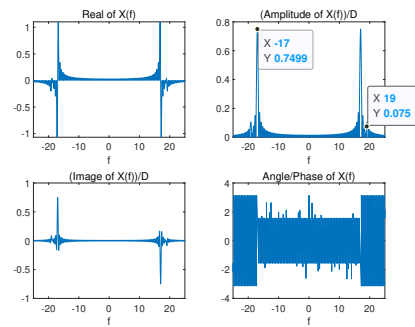 Real of X(f)
1
0.5
0
-0.5
-1
-20 -10 0 10 20
f
(Amplitude of X(f))/D
0.8
0.6
0.4
0.2
0
X -17
Y 0.7499
X 19
Y 0.075
-20 -10 0 10 20
f
(Image of X(f))/D
1
0.5
0
-0.5
-1
-20 -10 0 10 20
f
Angle/Phase of X(f)
4
2
0
-2
-4
-20 -10 0 10 20
f